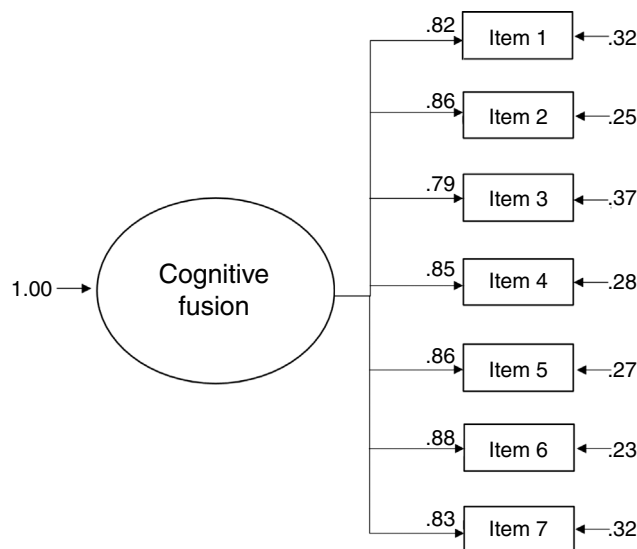 .82
Item 1
.32
.86
Item 2
.25
.79
Item 3
.37
1.00
Cognitive
fusion
.85
Item 4
.28
.86
Item 5
.27
.88
Item 6
.23
.83
Item 7
.32